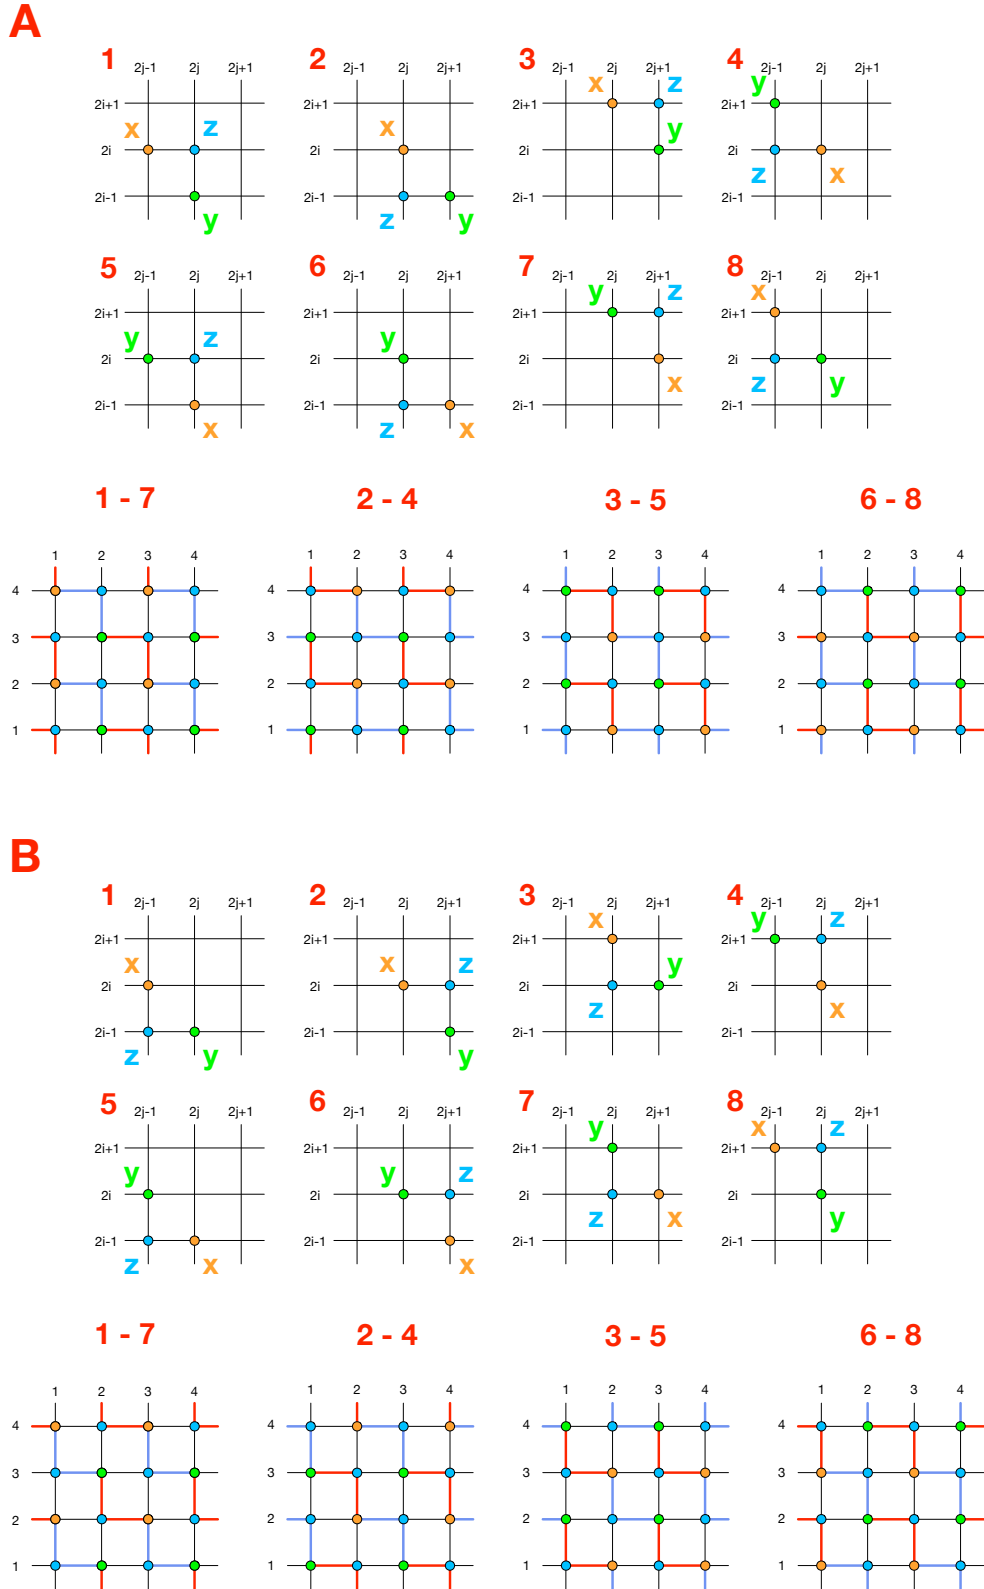 A
1 2 3 4
2j-1 2j 2j+1 2j-1 2j 2j+1 2j-1 2j 2j+1 2j-1 2j 2j+1
x z y
2i+1 2i+1 2i+1 2i+1
x z x y
2i 2i 2i 2i
z x
2i-1 2i-1 2i-1 2i-1
y z y
5 6 7 8
2j-1 2j 2j+1 2j-1 2j 2j+1 2j-1 2j 2j+1 2j-1 2j 2j+1
y z x
2i+1 2i+1 2i+1 2i+1
y z y
2i 2i 2i 2i
x z y
2i-1 2i-1 2i-1 2i-1
x z x
1 - 7 2 - 4 3 - 5 6 - 8
1 2 3 4 1 2 3 4 1 2 3 4 1 2 3 4
4 4 4 4
3 3 3 3
2 2 2 2
1 1 1 1
B
1 2 3 4
2j-1 2j 2j+1 2j-1 2j 2j+1 2j-1 2j 2j+1 2j-1 2j 2j+1
x y z
2i+1 2i+1 2i+1 2i+1
x x z y
2i 2i 2i 2i
z x
2i-1 2i-1 2i-1 2i-1
z y y
5 6 7 8
2j-1 2j 2j+1 2j-1 2j 2j+1 2j-1 2j 2j+1 2j-1 2j 2j+1
y x z
2i+1 2i+1 2i+1 2i+1
y y z
2i 2i 2i 2i
z x y
2i-1 2i-1 2i-1 2i-1
z x x
1 - 7 2 - 4 3 - 5 6 - 8
1 2 3 4 1 2 3 4 1 2 3 4 1 2 3 4
4 4 4 4
3 3 3 3
2 2 2 2
1 1 1 1